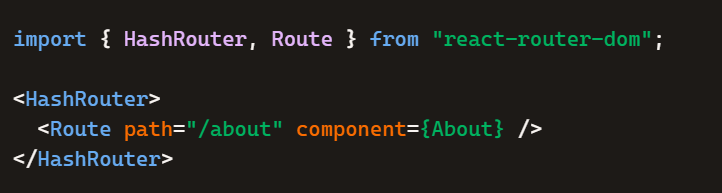 import { HashRouter, Route } from "react-router-dom";
<HashRouter>
<Route path="/about" component={About} />
</HashRouter>